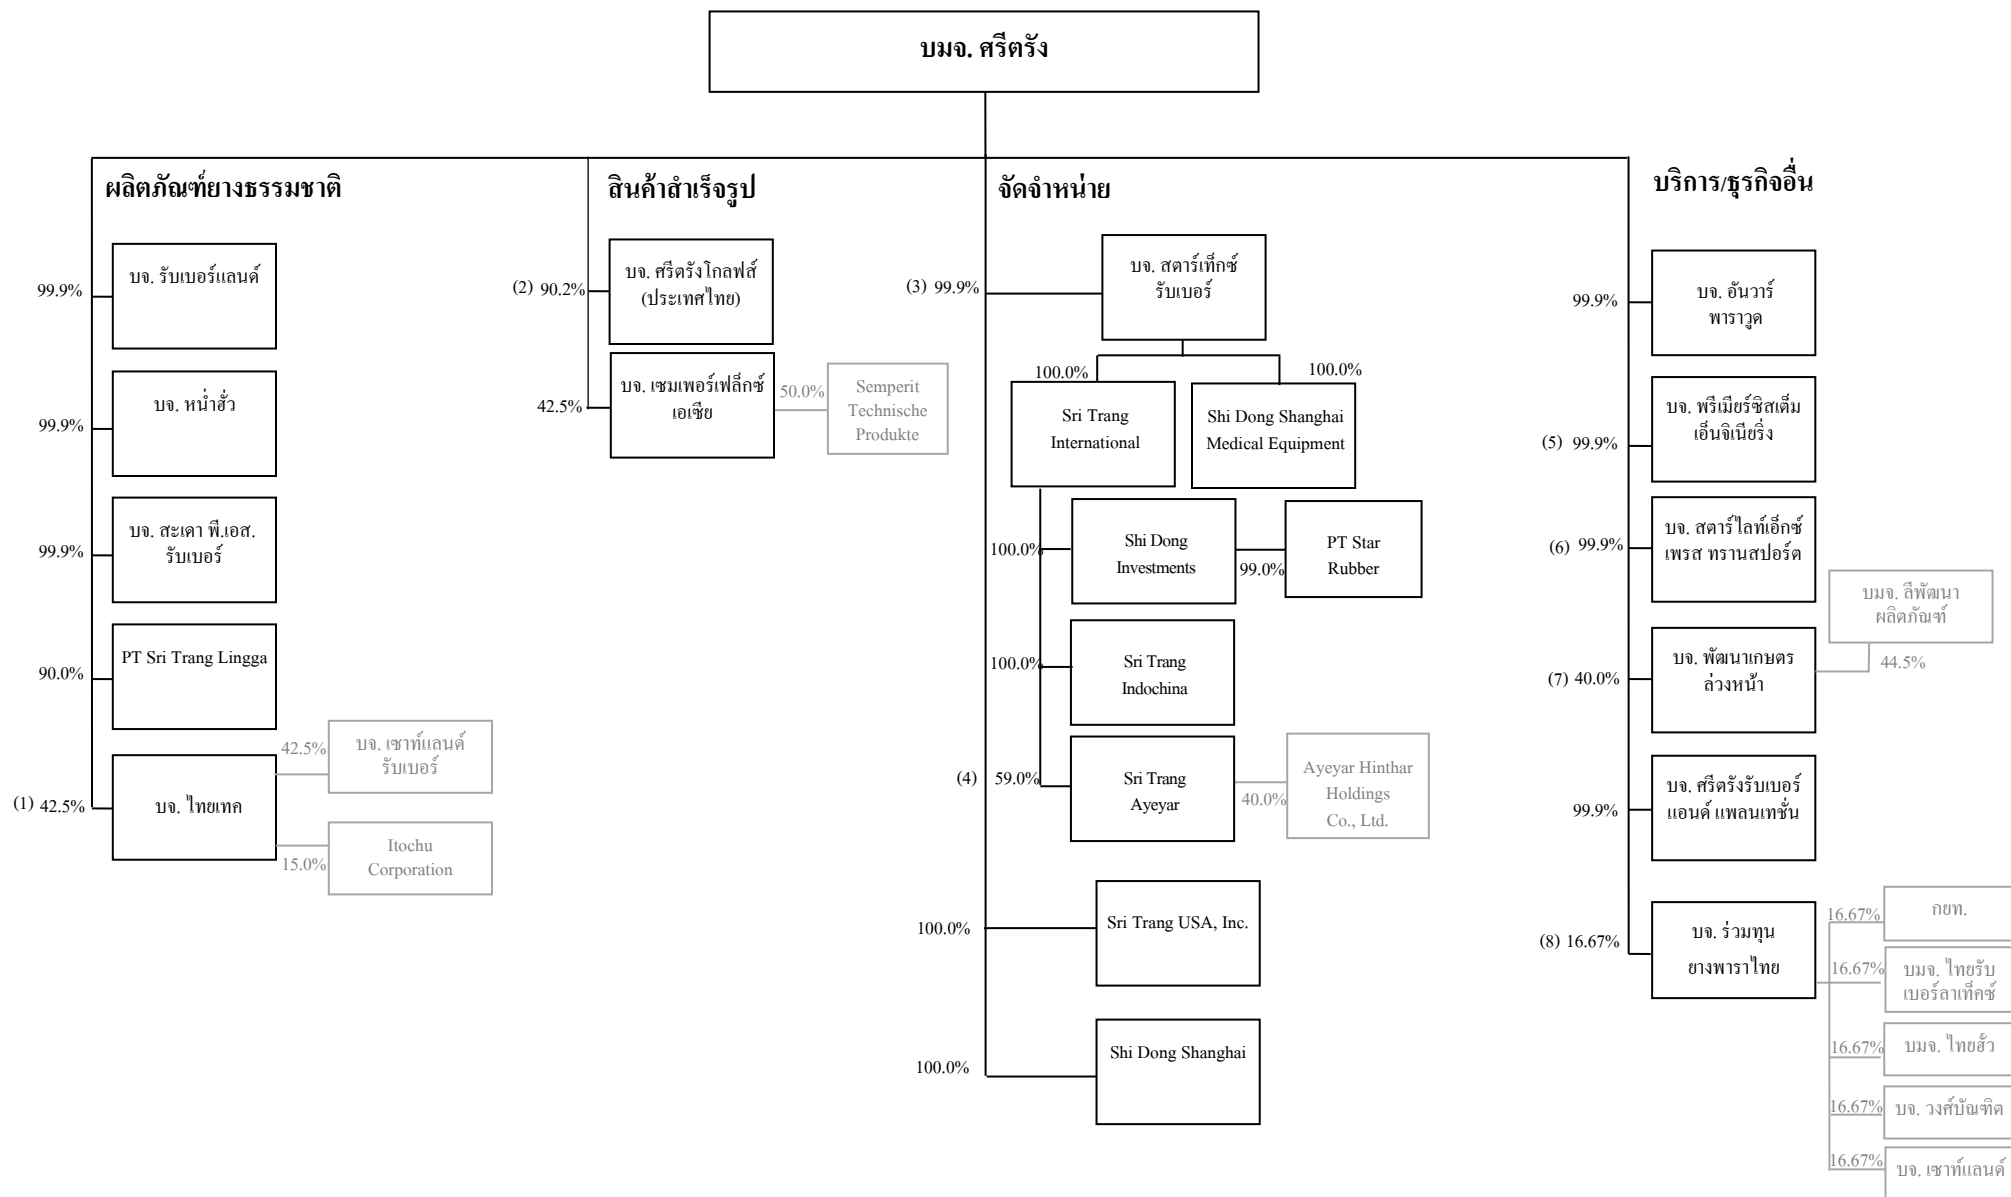 บมจ. ศรีตรัง
ผลิตภัณฑ์ยางธรรมชาติ
99.9%
บจ. รับเบอร์แลนด์
99.9%
บจ. หน่ำฮั่ว
99.9%
บจ. สะเดา พี.เอส.
รับเบอร์
90.0%
PT Sri Trang Lingga
(1) 42.5%
บจ. ไทยเทค
42.5%
บจ. เซาท์แลนด์
รับเบอร์
15.0%
Itochu
Corporation
สินค้าสำเร็จรูป
(2) 90.2%
บจ. ศรีตรังโกลฟส์
(ประเทศไทย)
42.5%
บจ. เซมเพอร์เฟล็กซ์
เอเซีย
50.0%
Semperit
Technische
Produkte
จัดจำหน่าย
(3) 99.9%
บจ. สตาร์เท็กซ์
รับเบอร์
100.0%
Sri Trang
International
100.0%
Shi Dong Shanghai
Medical Equipment
100.0%
Shi Dong
Investments
99.0%
PT Star
Rubber
100.0%
Sri Trang
Indochina
(4) 59.0%
Sri Trang
Ayeyar
40.0%
Ayeyar Hinthar
Holdings
Co., Ltd.
100.0%
Sri Trang USA, Inc.
100.0%
Shi Dong Shanghai
บริการ/ธุรกิจอื่น
99.9%
บจ. อันวาร์
พาราวูด
(5) 99.9%
บจ. พรีเมียร์ซิสเต็ม
เอ็นจิเนียริ่ง
(6) 99.9%
บจ. สตาร์ไลท์เอ็กซ์
เพรส ทรานสปอร์ต
(7) 40.0%
บจ. พัฒนาเกษตร
ล่วงหน้า
บมจ. ลีพัฒนา
ผลิตภัณฑ์
44.5%
99.9%
บจ. ศรีตรังรับเบอร์
แอนด์ แพลนเทชั่น
(8) 16.67%
บจ. ร่วมทุน
ยางพาราไทย
16.67%
กยท.
16.67%
บมจ. ไทยรับ
เบอร์ลาเท็คซ์
16.67%
บมจ. ไทยฮั้ว
16.67%
บจ. วงศ์บัณฑิต
16.67%
บจ. เซาท์แลนด์